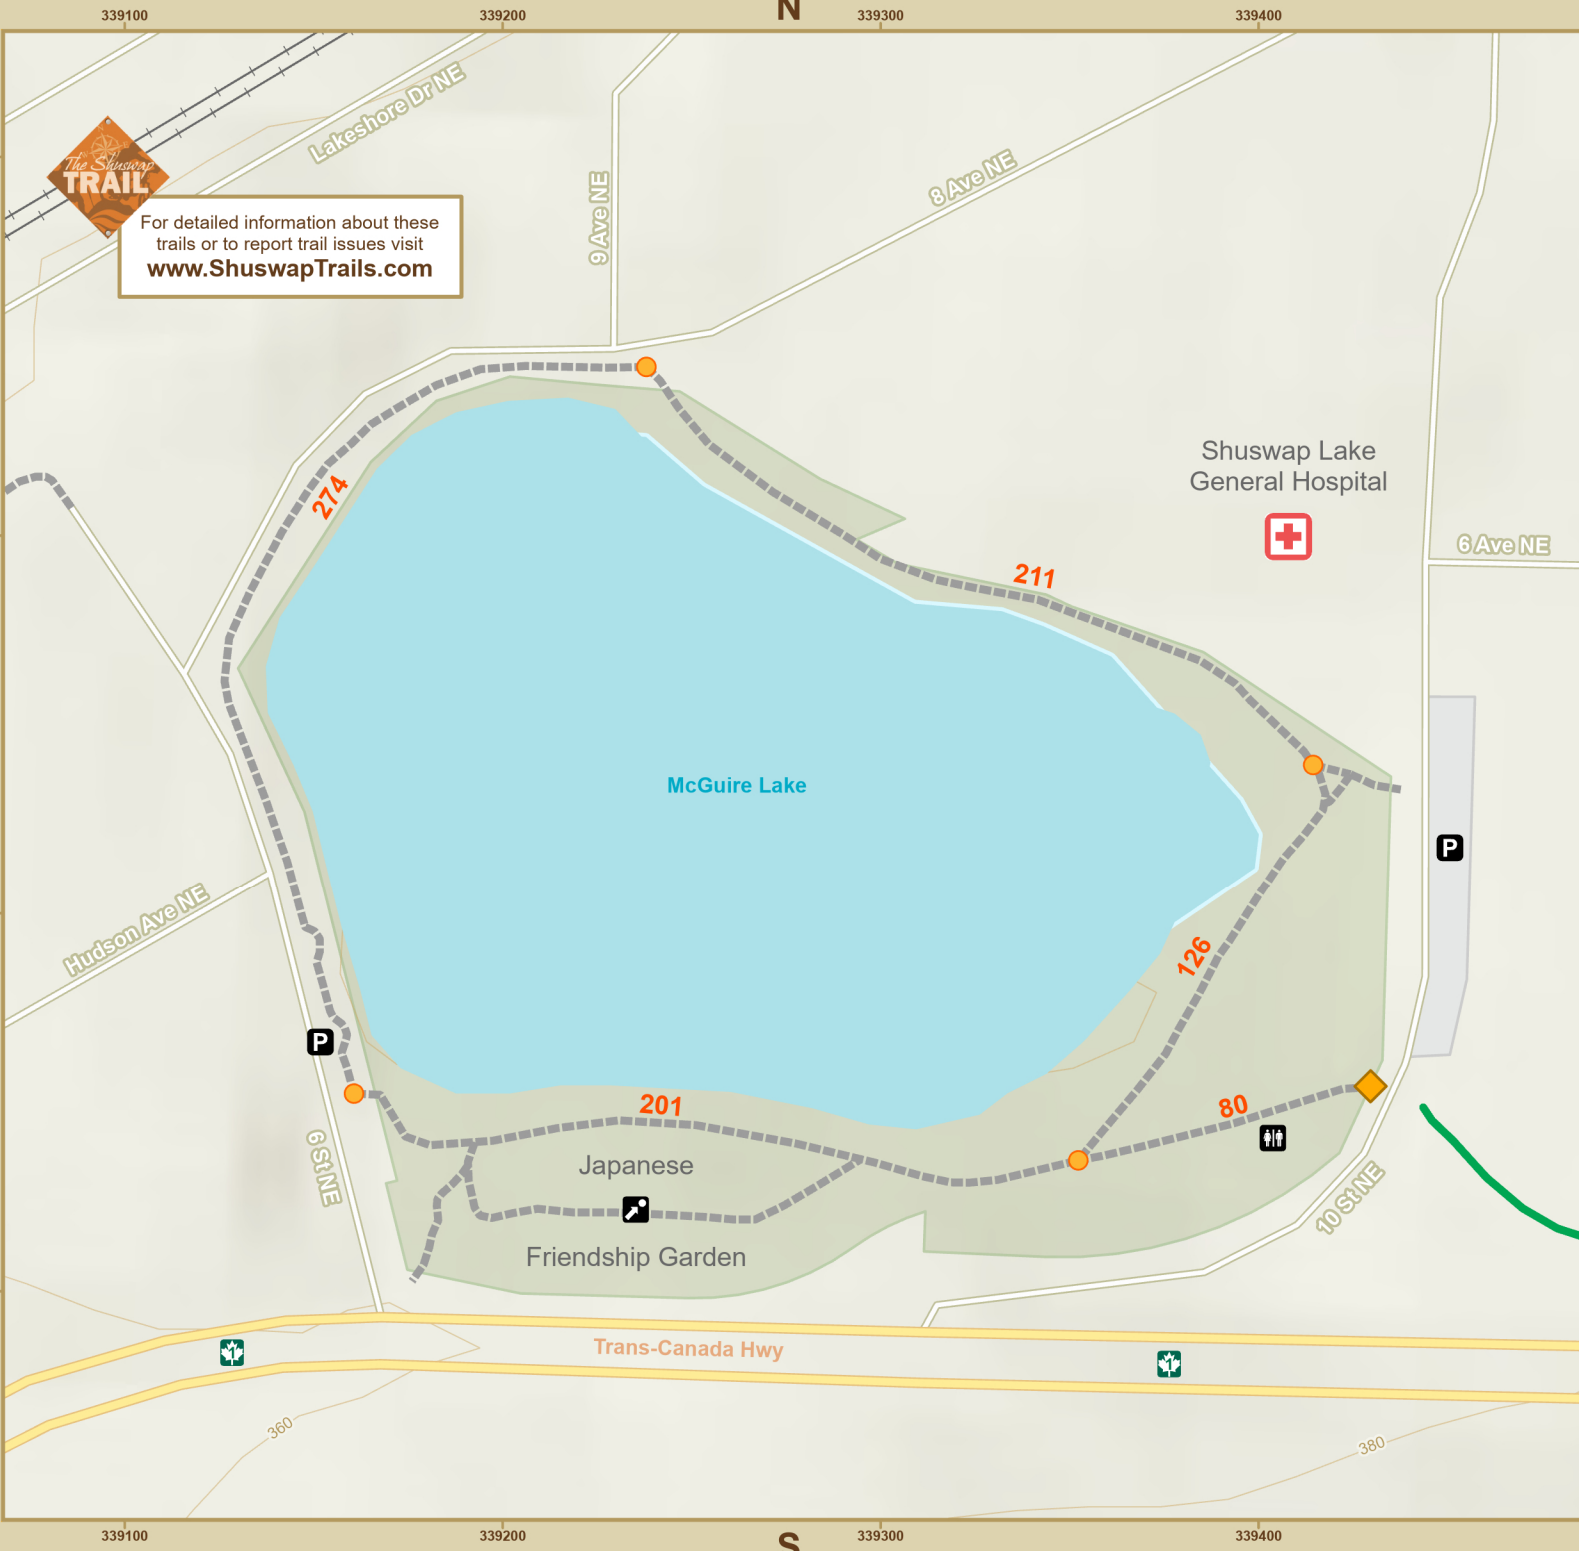 339100
339200
N
339300
339400
Lakeshore Dr NE
The Shuswap
TRAIL
For detailed information about these
trails or to report trail issues visit
www.ShuswapTrails.com
9 Ave NE
8 Ave NE
Shuswap Lake
General Hospital
274
6 Ave NE
211
McGuire Lake
P
Hudson Ave NE
126
P
201
80
6 St NE
Japanese
10 St NE
Friendship Garden
1
Trans-Canada Hwy
1
360
380
339100
339200
S
339300
339400